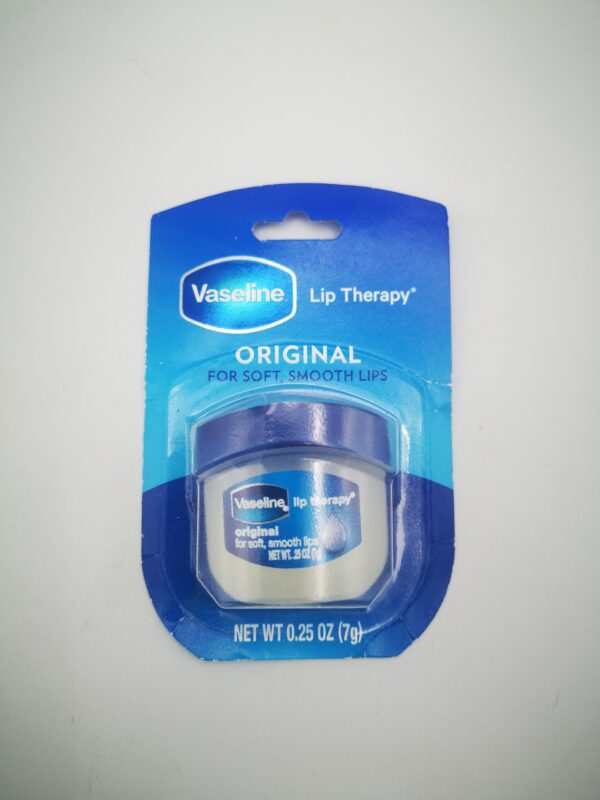 Vaseline Lip Therapy®
ORIGINAL
FOR SOFT, SMOOTH LIPS
Vaseline® lip therapy®
original
for soft, smooth lips
NET WT. .25 OZ (7g)
NET WT 0.25 OZ (7g)